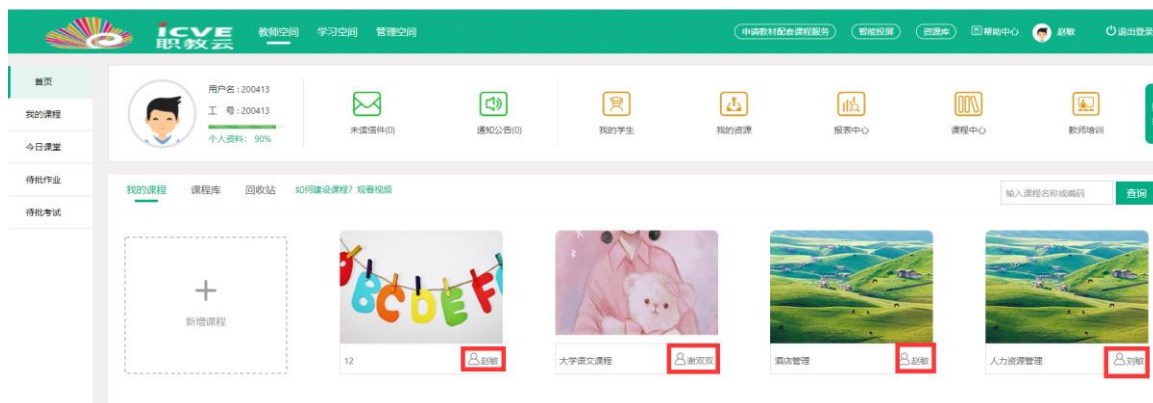 icve 职教云 教师空间 学习空间 管理空间 申请教材配套课程服务 智能投屏 资源库 帮助中心 赵敏 退出登录
首页
我的课程
今日课堂
待批作业
待批考试
用户名:200413
工 号:200413
个人资料: 90%
未读信件(0) 通知公告(0) 我的学生 我的资源 报表中心 课程中心 教师培训
我的课程 课程库 回收站 如何建设课程?观看视频 输入课程名称或编码 查询
+
新增课程
BCDEF
12 赵敏 大学语文课程 谢双双 酒店管理 赵敏 人力资源管理 刘敏